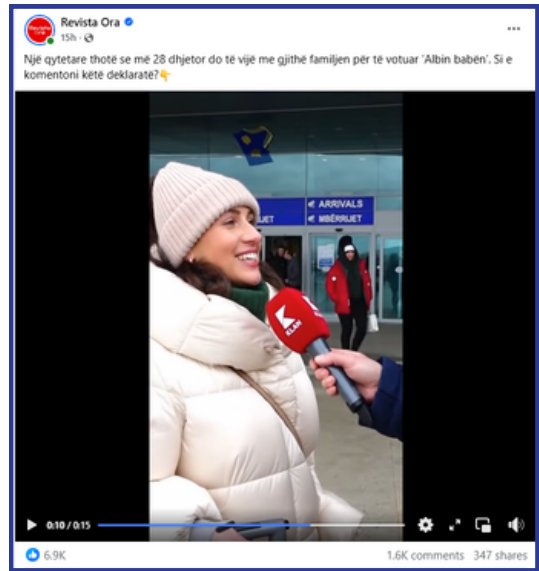 Revista Ora
15h ·
Një qytetare thotë se më 28 dhjetor do të vijë me gjithë familjen për të votuar 'Albin babën'. Si e
komentoni këtë deklaratë?
ARRIVALS
MBËRRIJET
KLAN
0:10 / 0:15
6.9K
1.6K comments 347 shares